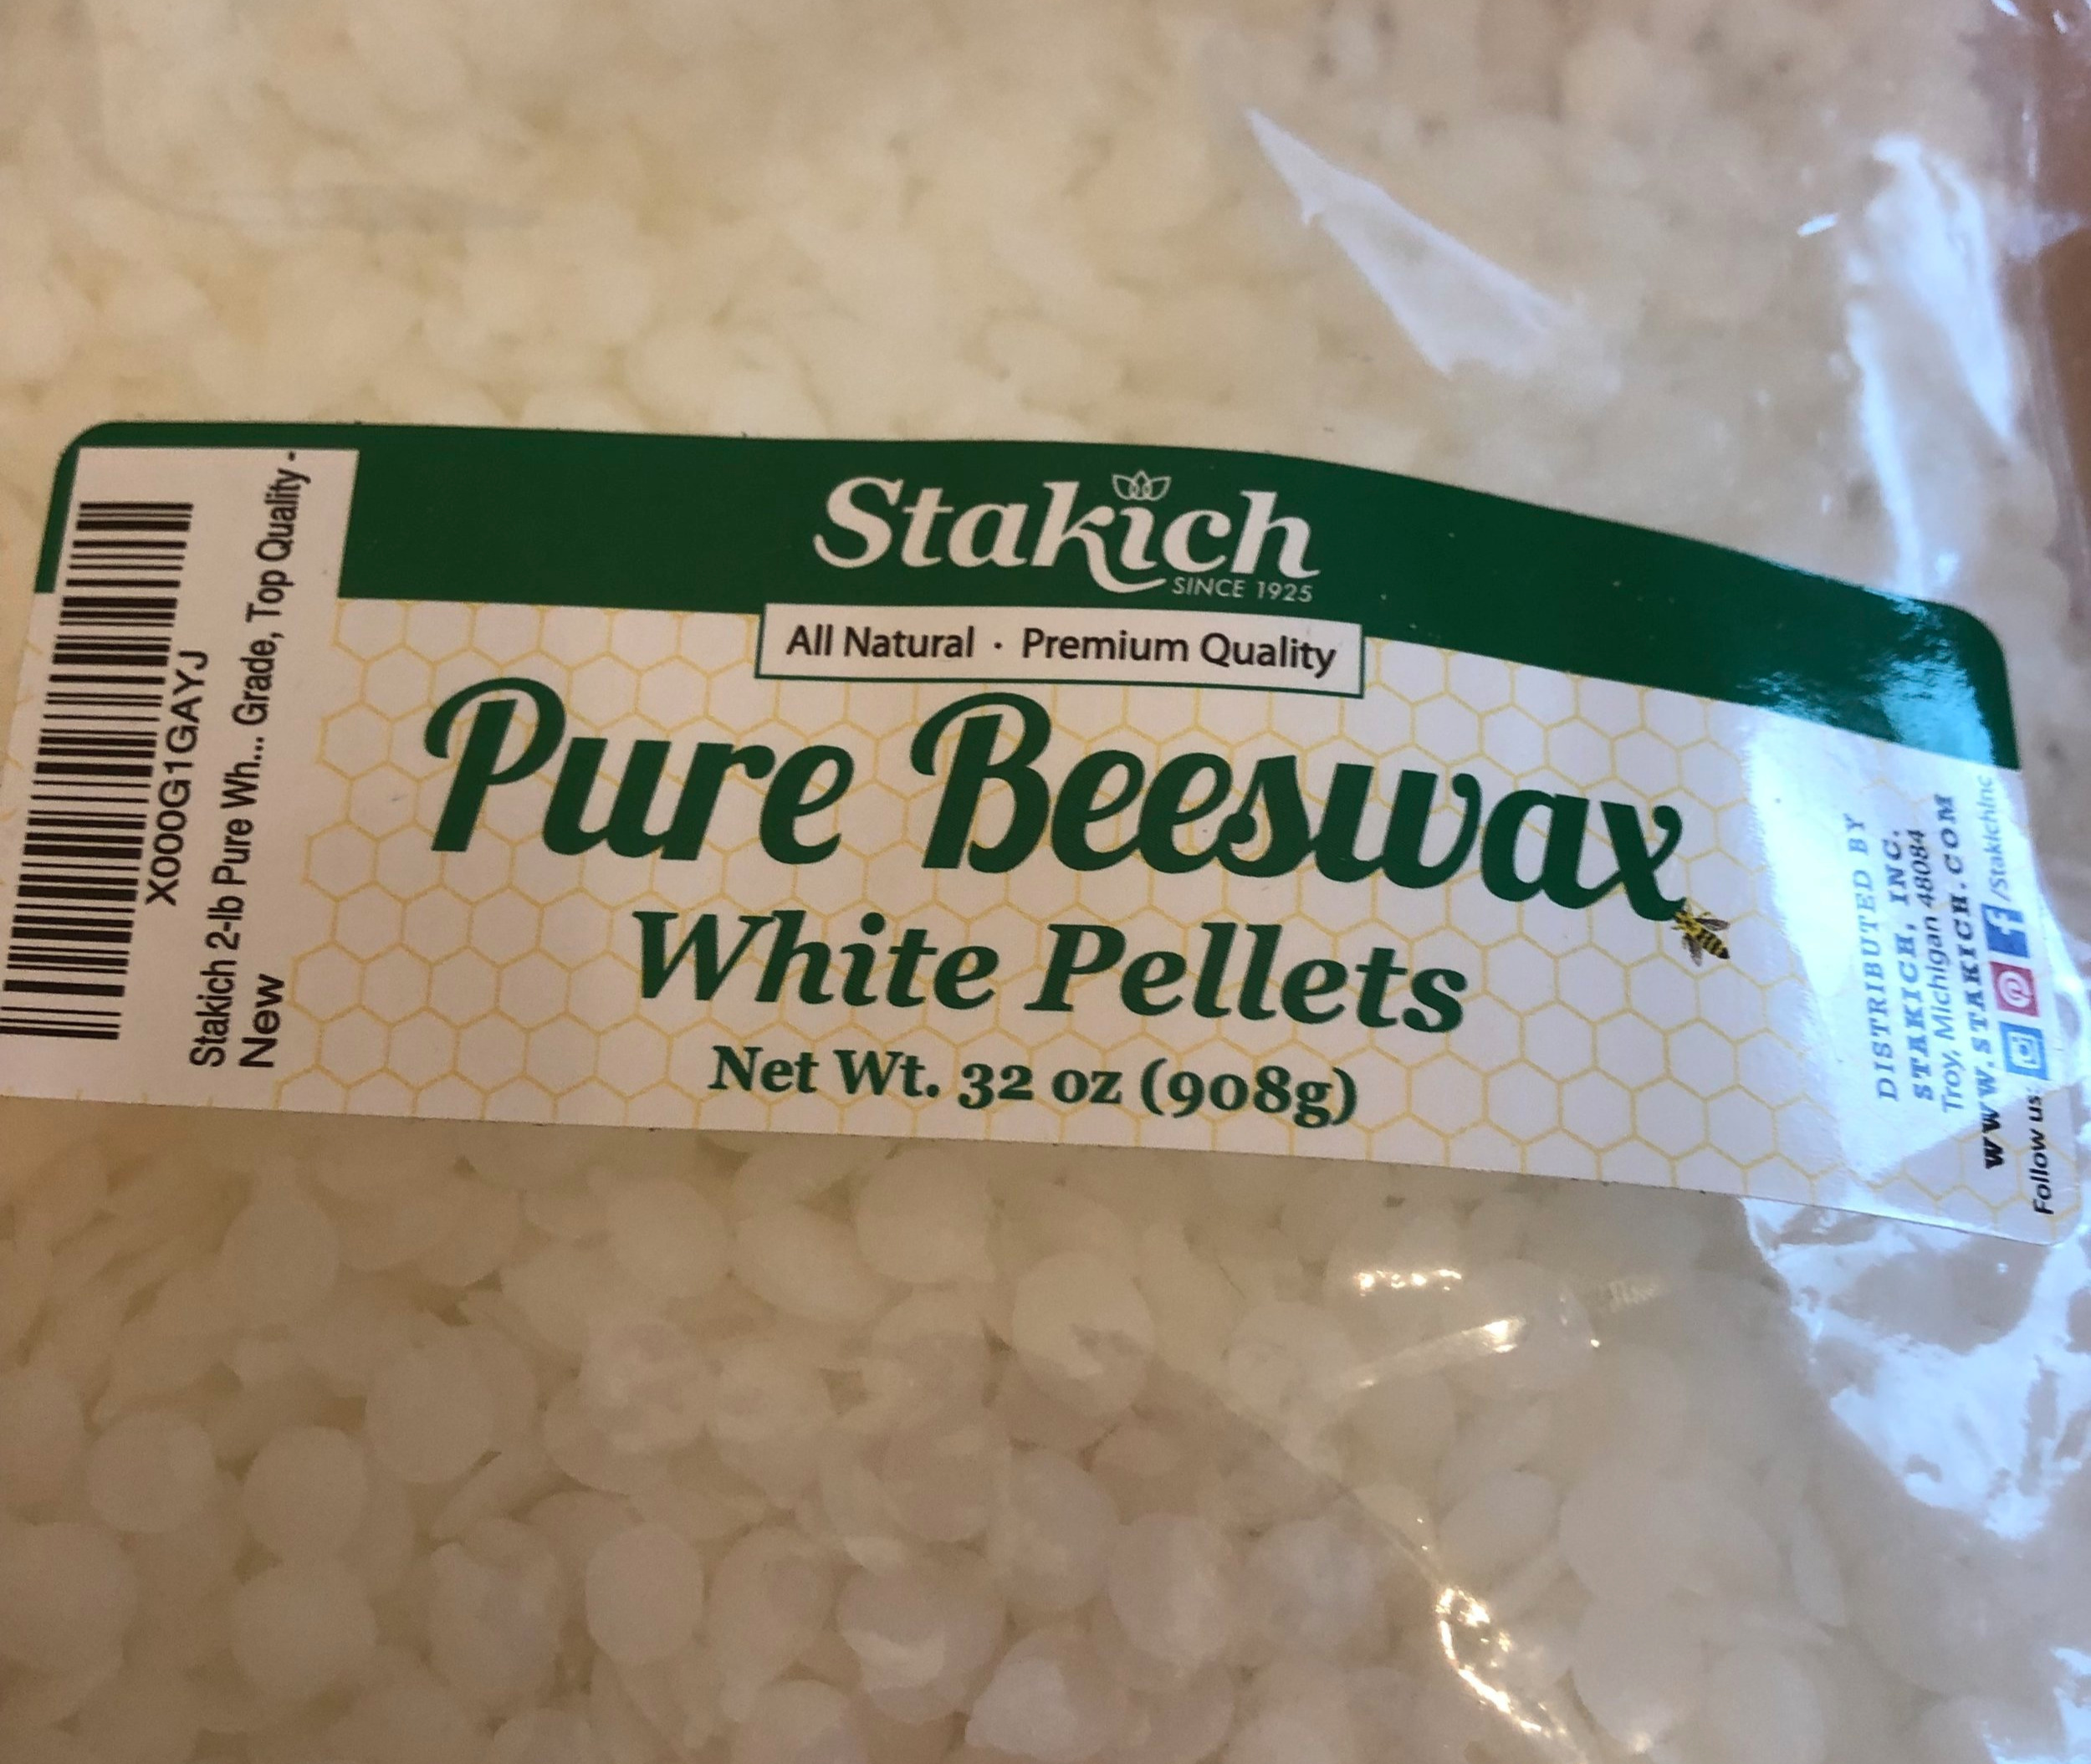 Stakich
SINCE 1925
All Natural · Premium Quality
Pure Beeswax
White Pellets
Net Wt. 32 oz (908g)
X000G1GAYJ
Stakich 2-lb Pure Wh... Grade, Top Quality -
New
DISTRIBUTED BY
STAKICH, INC.
Troy, Michigan 48084
WWW.STAKICH.COM
Follow us: /StakichInc